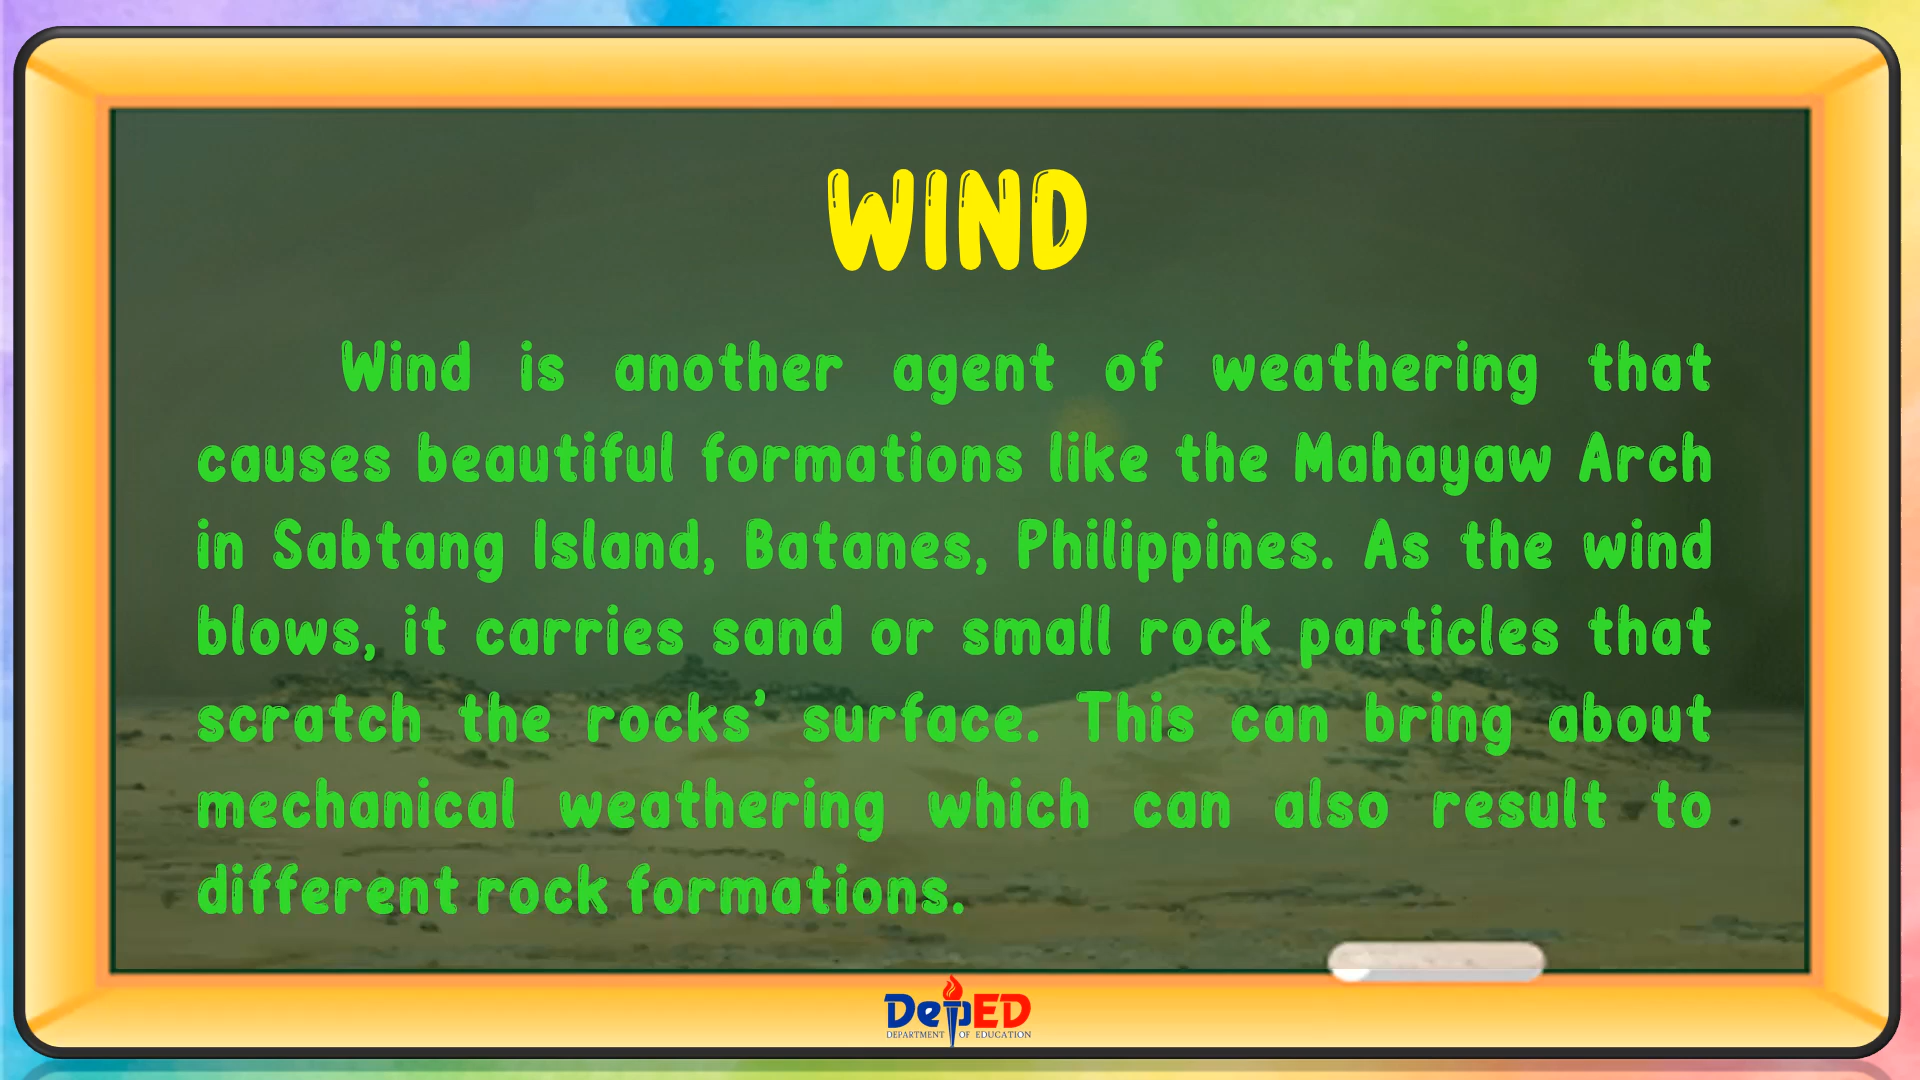 WIND
Wind is another agent of weathering that
causes beautiful formations like the Mahayaw Arch
in Sabtang Island, Batanes, Philippines. As the wind
blows, it carries sand or small rock particles that
scratch the rocks’ surface. This can bring about
mechanical weathering which can also result to
different rock formations.
DepED
DEPARTMENT OF EDUCATION